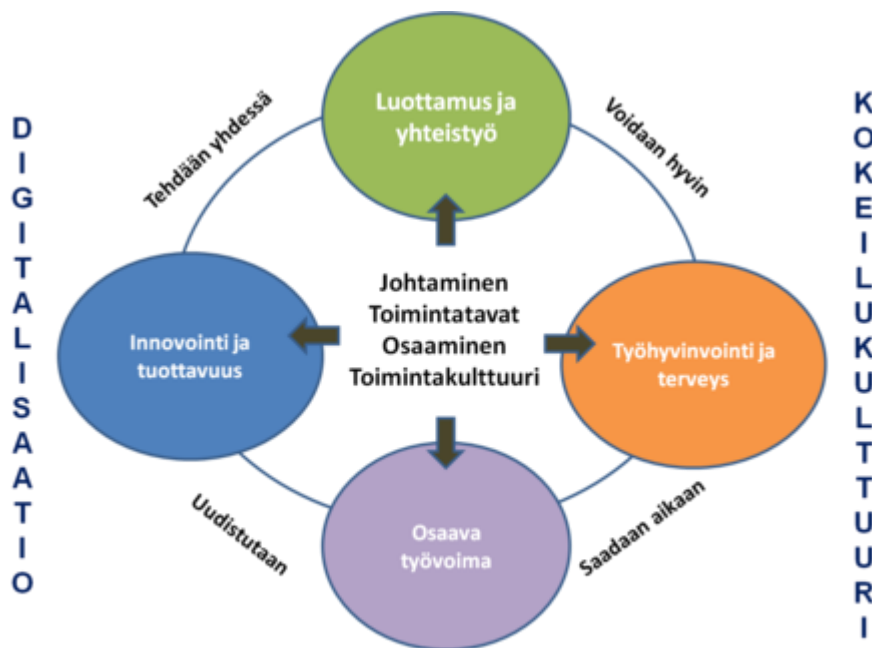 DIGITALISAATIO
Luottamus ja
yhteistyö
Tehdään yhdessä
Voidaan hyvin
Johtaminen
Toimintatavat
Osaaminen
Toimintakulttuuri
Innovointi ja
tuottavuus
Työhyvinvointi ja
terveys
Uudistutaan
Saadaan aikaan
Osaava
työvoima
KOKEILUKULTTUURI